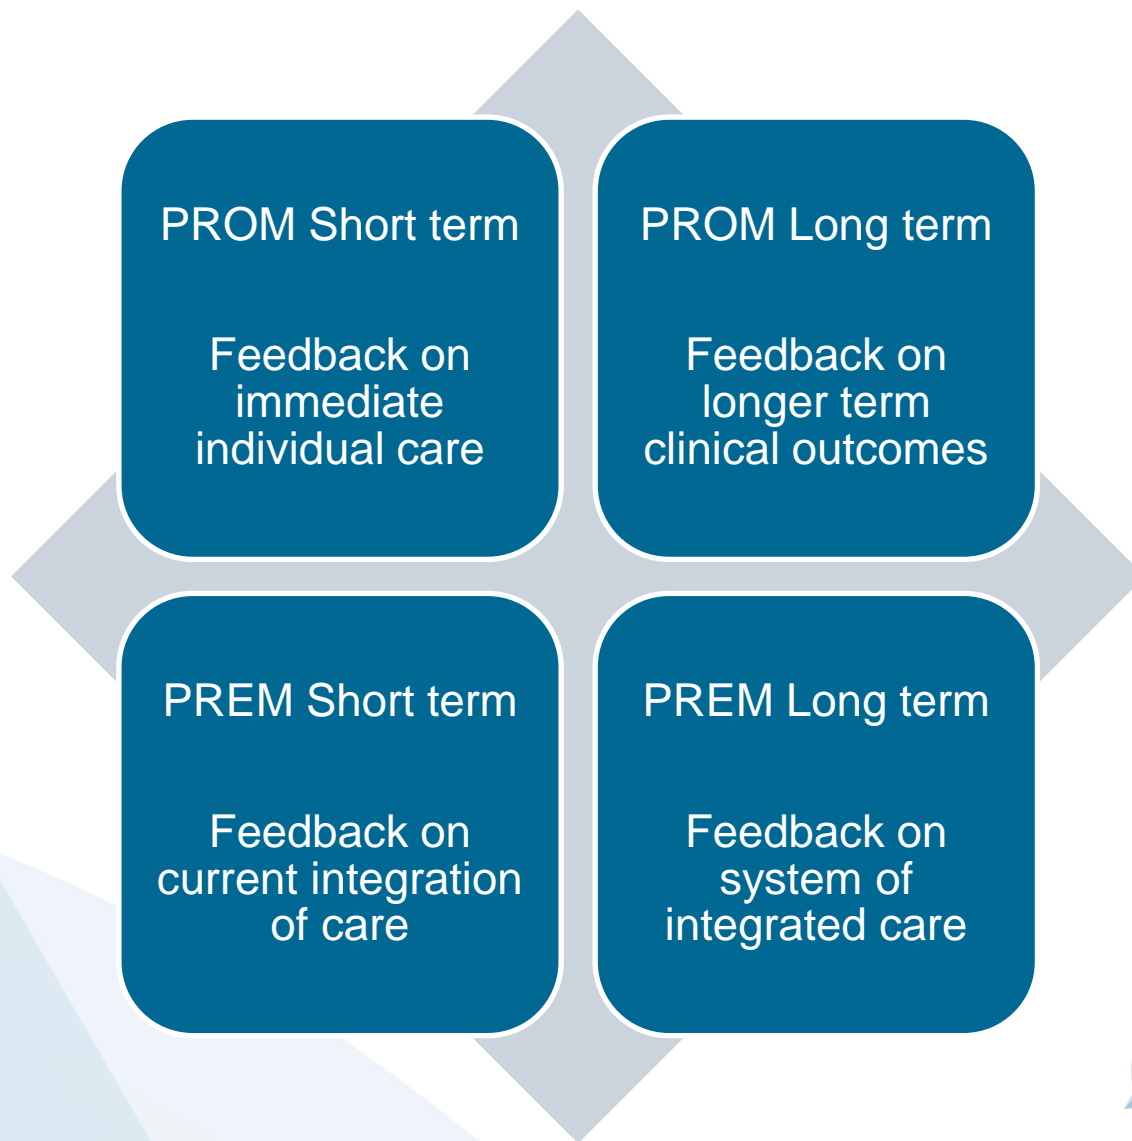 PROM Short term
Feedback on
immediate
individual care
PROM Long term
Feedback on
longer term
clinical outcomes
PREM Short term
Feedback on
current integration
of care
PREM Long term
Feedback on
system of
integrated care